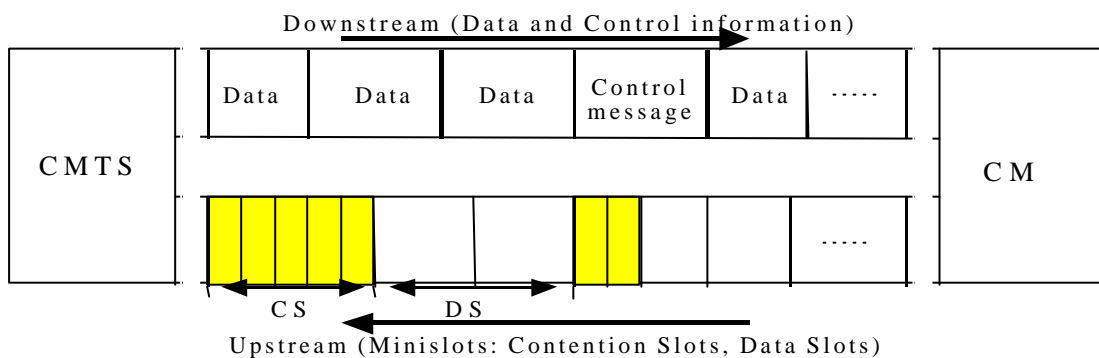 Downstream (Data and Control information)
Data Data Data Control message Data -----
CMTS
CM
-----
CS DS
Upstream (Minislots: Contention Slots, Data Slots)